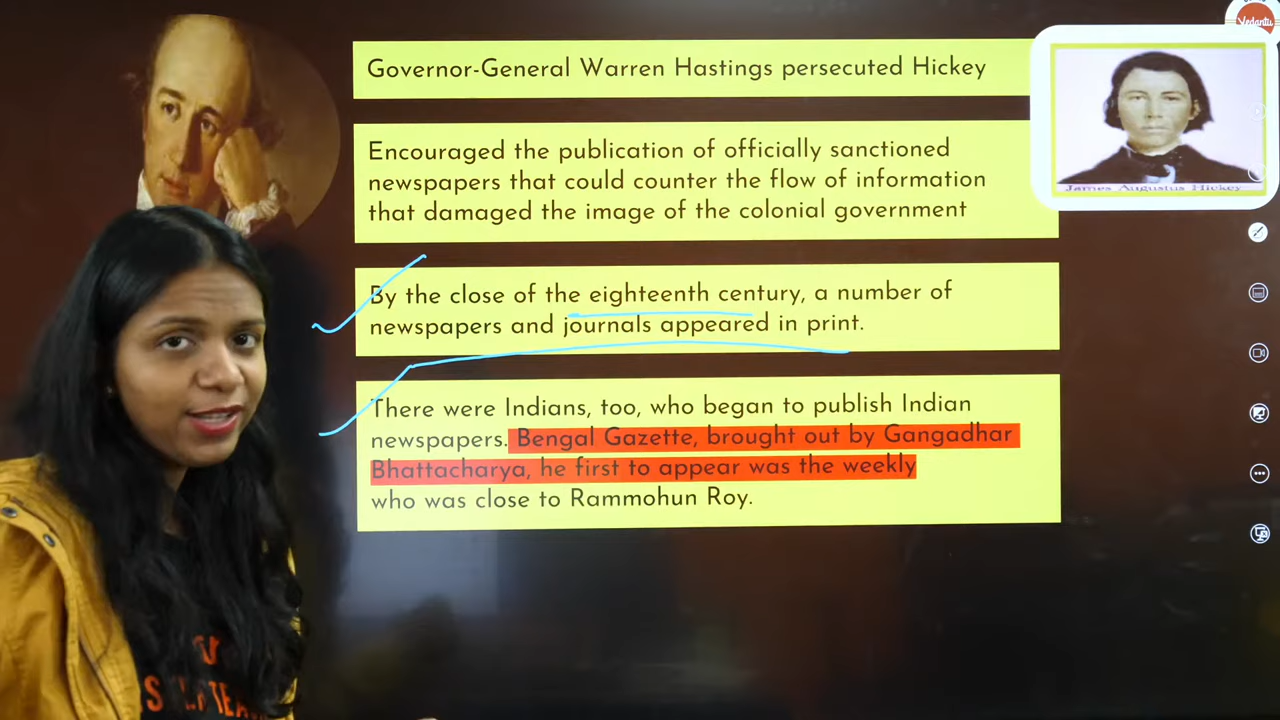 Vedantu
Governor-General Warren Hastings persecuted Hickey
James Augustus Hickey
Encouraged the publication of officially sanctioned
newspapers that could counter the flow of information
that damaged the image of the colonial government
By the close of the eighteenth century, a number of
newspapers and journals appeared in print.
There were Indians, too, who began to publish Indian
newspapers. Bengal Gazette, brought out by Gangadhar
Bhattacharya, he first to appear was the weekly
who was close to Rammohun Roy.